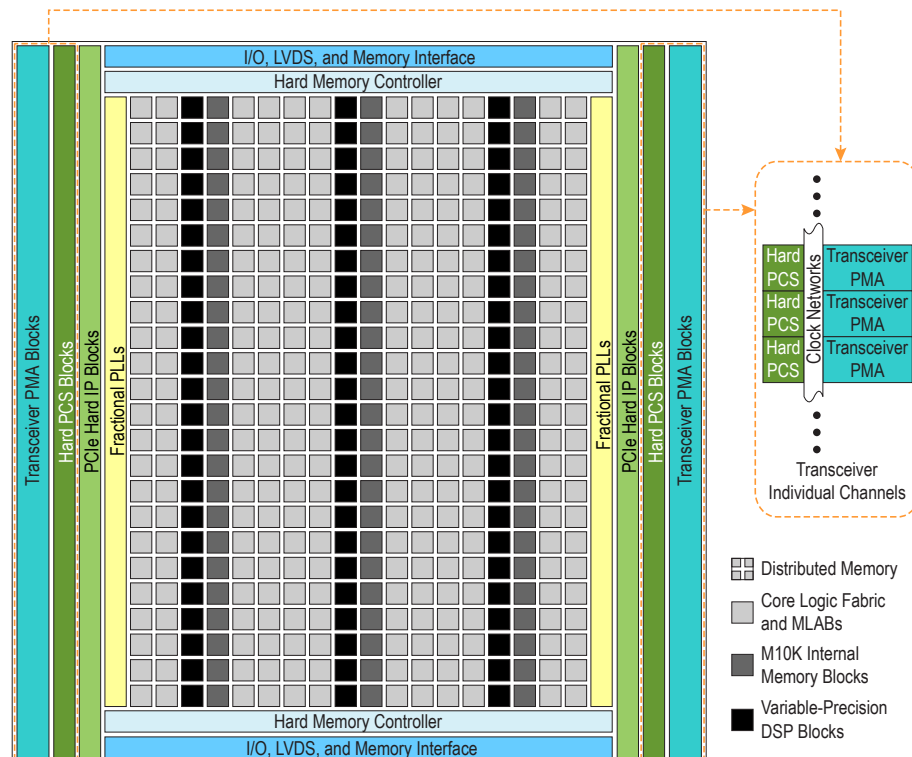 I/O, LVDS, and Memory Interface
Hard Memory Controller
Transceiver PMA Blocks
Hard PCS Blocks
PCIe Hard IP Blocks
Fractional PLLs
Fractional PLLs
PCIe Hard IP Blocks
Hard PCS Blocks
Transceiver PMA Blocks
Hard Memory Controller
I/O, LVDS, and Memory Interface
Hard
PCS
Hard
PCS
Hard
PCS
Clock Networks
Transceiver
PMA
Transceiver
PMA
Transceiver
PMA
Transceiver
Individual Channels
Distributed Memory
Core Logic Fabric
and MLABs
M10K Internal
Memory Blocks
Variable-Precision
DSP Blocks